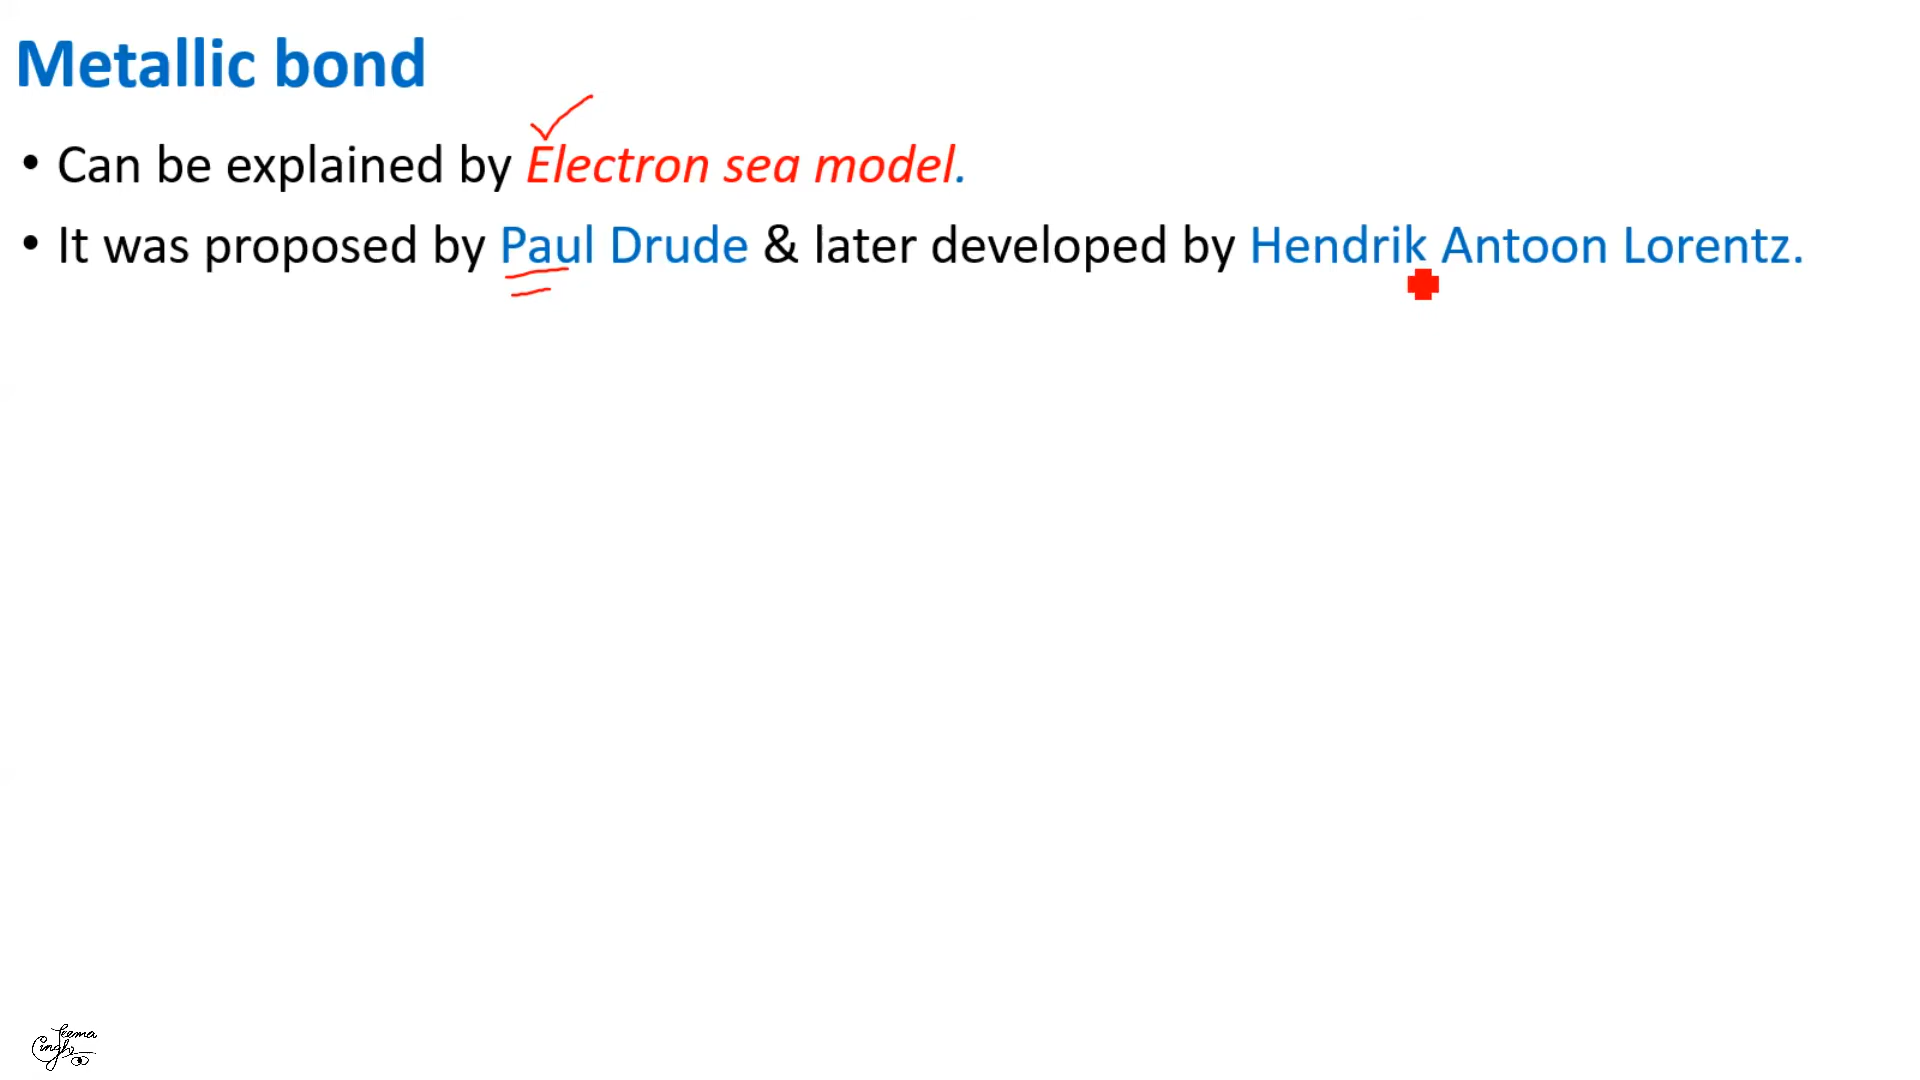 Metallic bond
• Can be explained by Electron sea model.
• It was proposed by Paul Drude & later developed by Hendrik Antoon Lorentz.